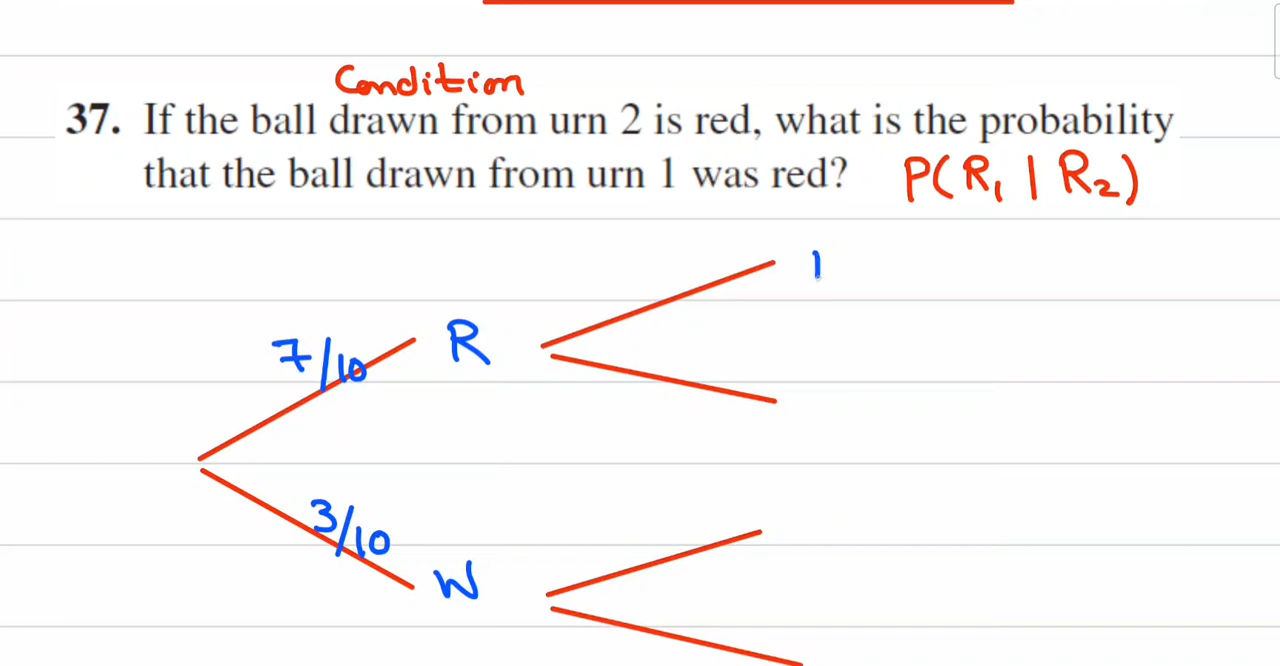 Condition
37. If the ball drawn from urn 2 is red, what is the probability
that the ball drawn from urn 1 was red? P(R₁ | R₂)
7/10
R
3/10
W